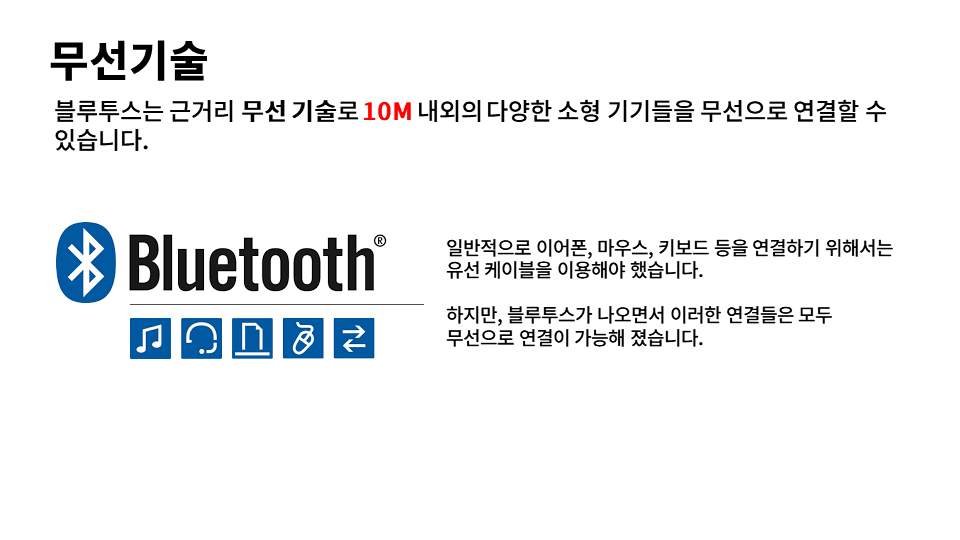 무선기술
블루투스는 근거리 무선 기술로 10M 내외의 다양한 소형 기기들을 무선으로 연결할 수
있습니다.
Bluetooth®
일반적으로 이어폰, 마우스, 키보드 등을 연결하기 위해서는
유선 케이블을 이용해야 했습니다.
하지만, 블루투스가 나오면서 이러한 연결들은 모두
무선으로 연결이 가능해 졌습니다.